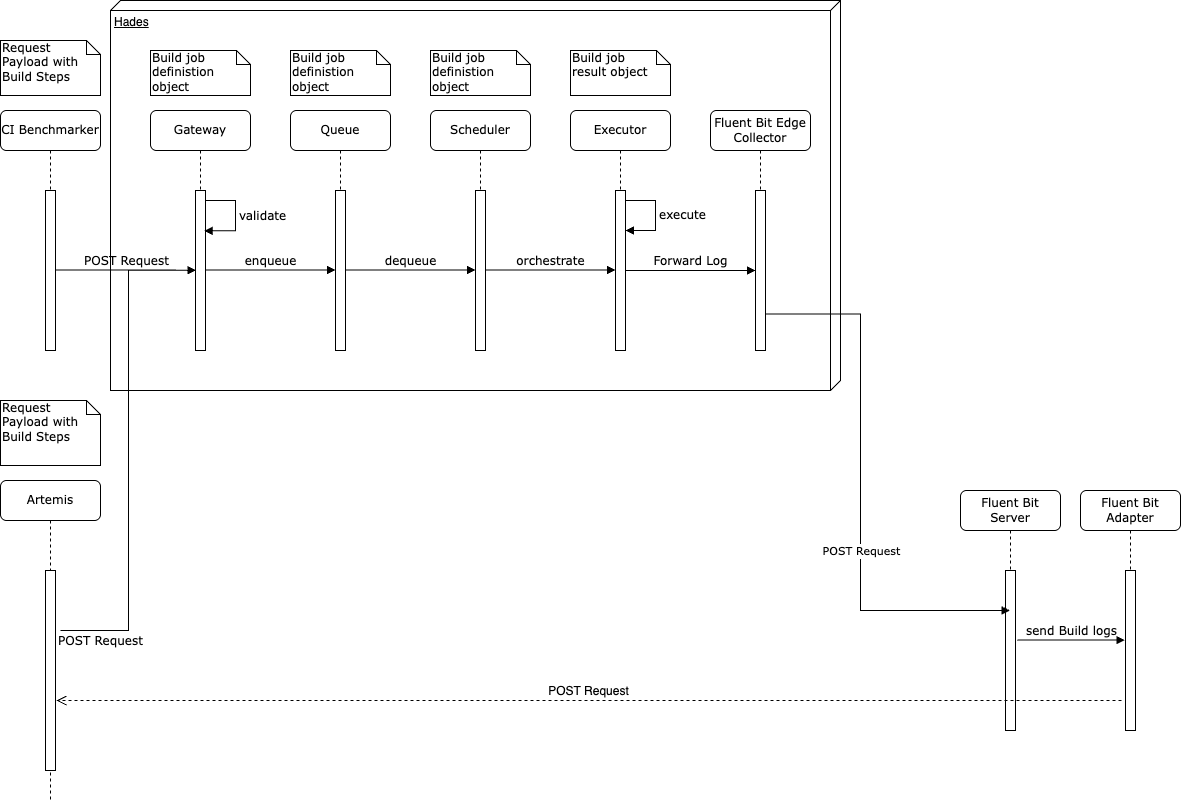 Hades
Request
Payload with
Build Steps
Build job
definistion
object
Build job
definistion
object
Build job
definistion
object
Build job
result object
CI Benchmarker
Gateway
Queue
Scheduler
Executor
Fluent Bit Edge
Collector
validate
execute
POST Request
enqueue
dequeue
orchestrate
Forward Log
Request
Payload with
Build Steps
Artemis
Fluent Bit
Server
Fluent Bit
Adapter
POST Request
send Build logs
POST Request
POST Request